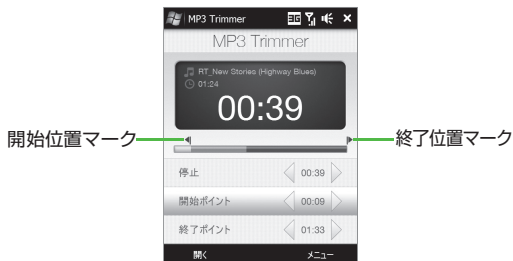 MP3 Trimmer
MP3 Trimmer
RT_New Stories (Highway Blues)
01:24
00:39
開始位置マーク
終了位置マーク
停止 00:39
開始ポイント 00:09
終了ポイント 01:33
開く メニュー